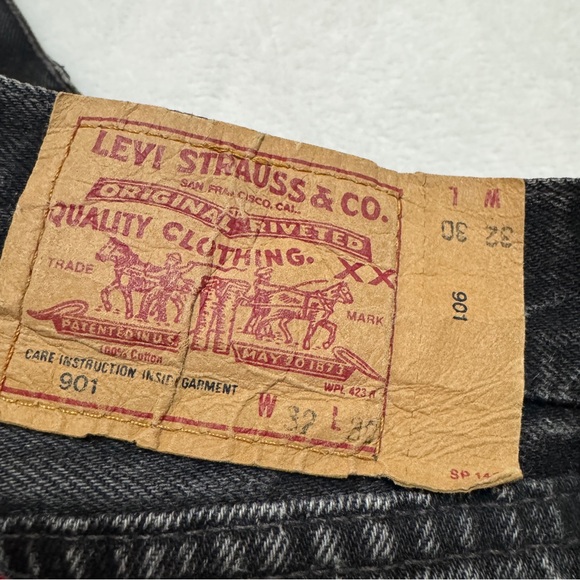 LEVI STRAUSS & CO.
SAN FRANCISCO, CAL.
ORIGINAL RIVETED
QUALITY CLOTHING.
XX
TRADE MARK
PATENTED IN U.S.
MAY 20 1873
100% Cotton
WPL 423
CARE INSTRUCTION INSIDE GARMENT
901
W 32 L 30
W 32
L 30
901
SP